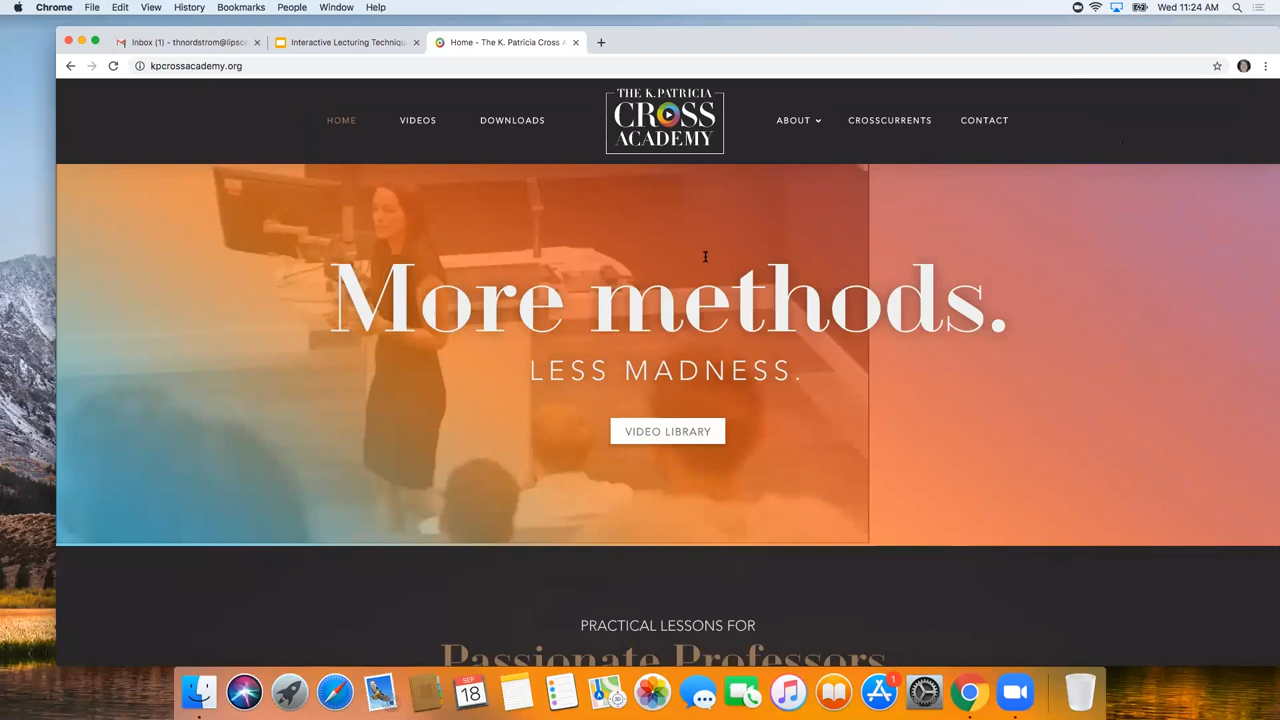 Chrome File Edit View History Bookmarks People Window Help Wed 11:24 AM
Inbox (1) - thnordstrom@lipsc Interactive Lecturing Techniqu Home - The K. Patricia Cross A
kpcrossacademy.org
HOME VIDEOS DOWNLOADS
THE K. PATRICIA
CROSS
ACADEMY
ABOUT CROSSCURRENTS CONTACT
More methods.
LESS MADNESS.
VIDEO LIBRARY
PRACTICAL LESSONS FOR
Passionate Professors
SEP
18
1